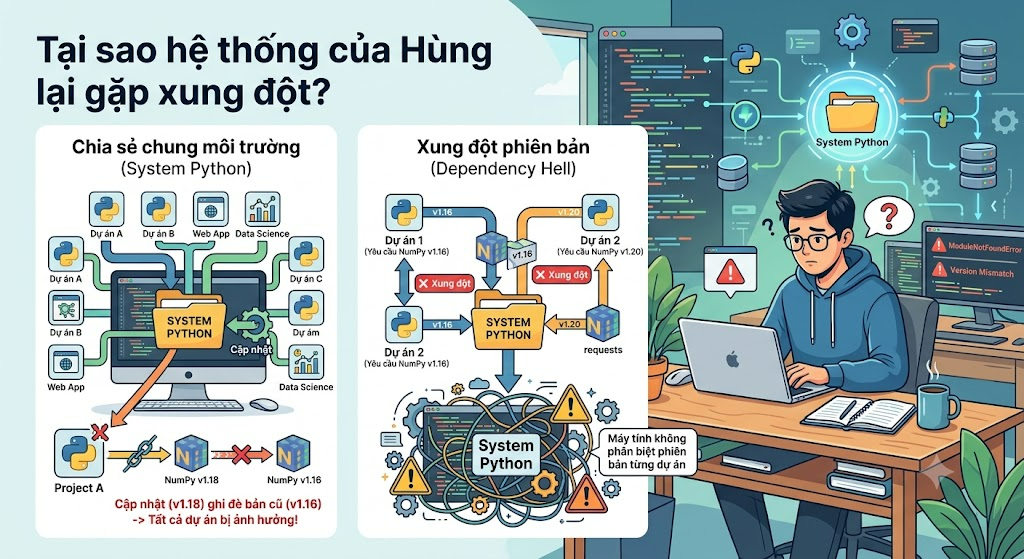 Tại sao hệ thống của Hùng
lại gặp xung đột?
Chia sẻ chung môi trường
(System Python)
Dự án A
Dự án B
Web App
Data Science
Dự án A
Dự án B
Web App
SYSTEM
PYTHON
Cập nhật
Dự án C
Dự ám
Data Science
Project A
NumPy v1.18
NumPy v1.16
Cập nhật (v1.18) ghi đè bản cũ (v1.16)
-> Tất cả dự án bị ảnh hưởng!
Xung đột phiên bản
(Dependency Hell)
v1.16
v1.20
Dự án 1
(Yêu cầu NumPy v1.16)
N
v1.16
Dự án 2
(Yêu cầu NumPy v1.20)
Xung đột
Xung đột
v1.16
SYSTEM
PYTHON
v1.20
Dự án 2
(Yêu cầu NumPy v1.16)
requests
System
Python
Máy tính không
phân biệt phiên
bản từng dự án
System Python
?
?
?
ModuleNotFoundError
Version Mismatch